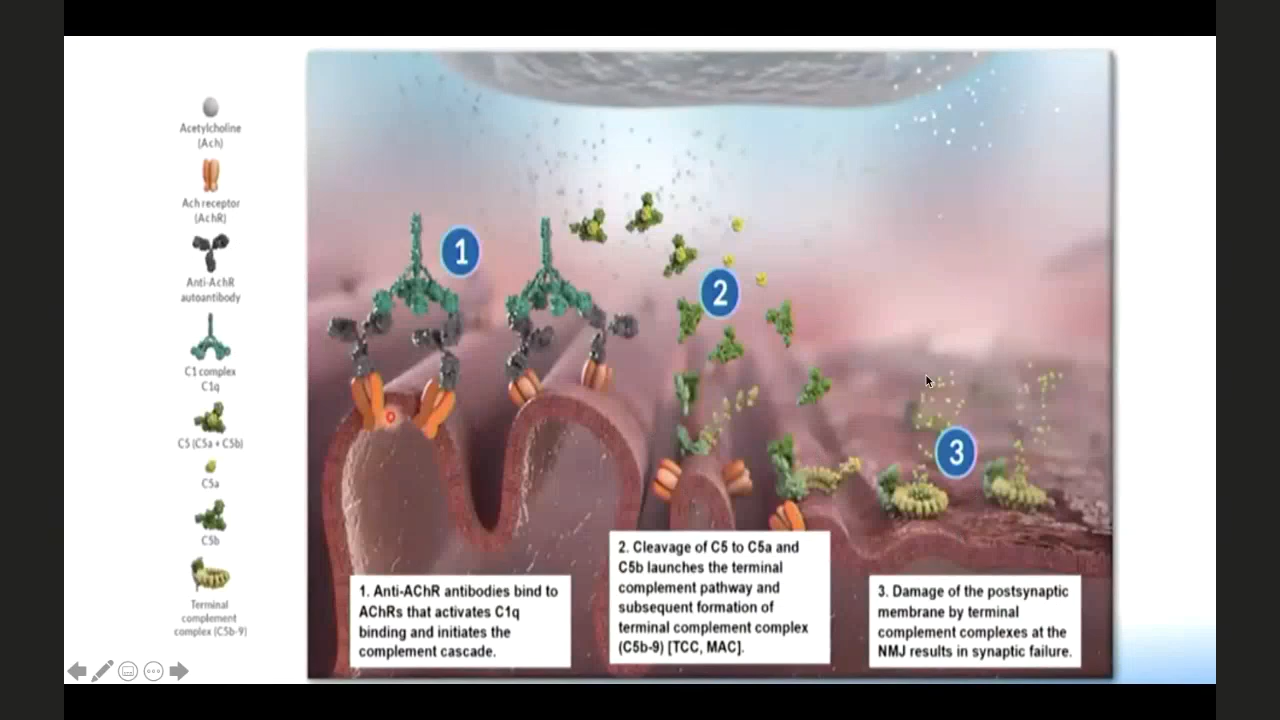 Acetylcholine
(Ach)
Ach receptor
(AchR)
Anti-AchR
autoantibody
C1 complex
C1q
C5 (C5a + C5b)
C5a
C5b
Terminal
complement
complex (C5b-9)
1
2
3
1. Anti-AChR antibodies bind to
AChRs that activates C1q
binding and initiates the
complement cascade.
2. Cleavage of C5 to C5a and
C5b launches the terminal
complement pathway and
subsequent formation of
terminal complement complex
(C5b-9) [TCC, MAC].
3. Damage of the postsynaptic
membrane by terminal
complement complexes at the
NMJ results in synaptic failure.